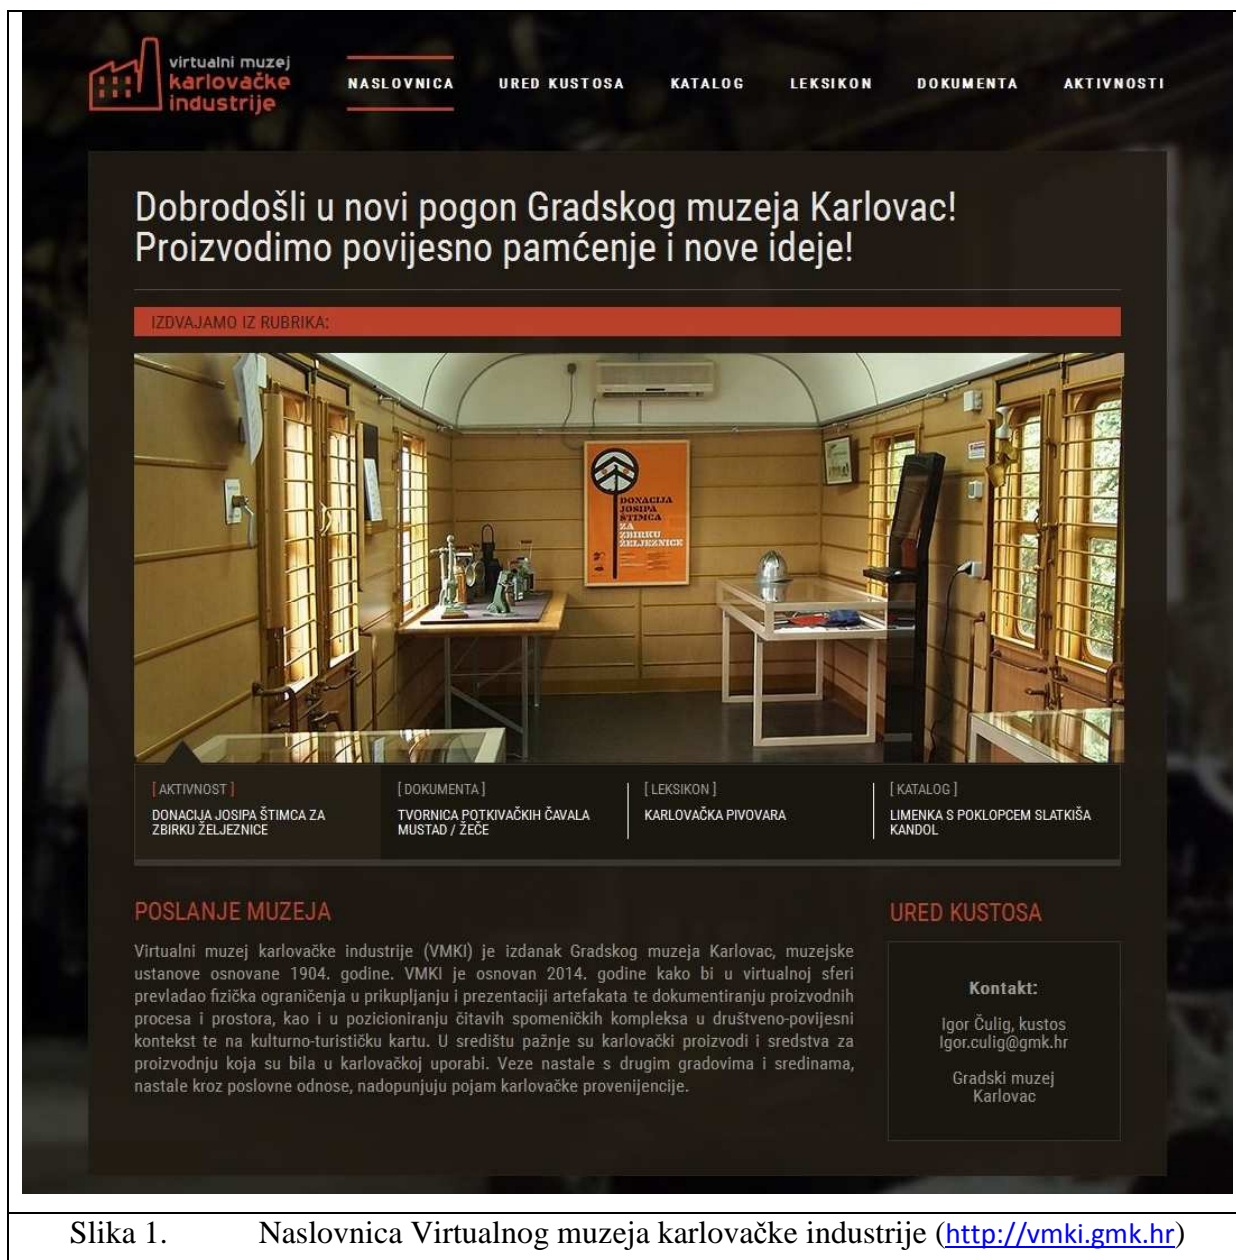 virtualni muzej
karlovačke
industrije
NASLOVNICA URED KUSTOSA KATALOG LEKSIKON DOKUMENTA AKTIVNOSTI
Dobrodošli u novi pogon Gradskog muzeja Karlovac!
Proizvodimo povijesno pamćenje i nove ideje!
IZDVAJAMO IZ RUBRIKA:
DONACIJA
JOSIPA
ŠTIMCA
ZA
ZBIRKU
ŽELJEZNICE
[ AKTIVNOST ]
DONACIJA JOSIPA ŠTIMCA ZA
ZBIRKU ŽELJEZNICE
[ DOKUMENTA ]
TVORNICA POTKIVAČKIH ČAVALA
MUSTAD / ŽEČE
[ LEKSIKON ]
KARLOVAČKA PIVOVARA
[ KATALOG ]
LIMENKA S POKLOPCEM SLATKIŠA
KANDOL
POSLANJE MUZEJA
Virtualni muzej karlovačke industrije (VMKI) je izdanak Gradskog muzeja Karlovac, muzejske
ustanove osnovane 1904. godine. VMKI je osnovan 2014. godine kako bi u virtualnoj sferi
prevladao fizička ograničenja u prikupljanju i prezentaciji artefakata te dokumentiranju proizvodnih
procesa i prostora, kao i u pozicioniranju čitavih spomeničkih kompleksa u društveno-povijesni
kontekst te na kulturno-turističku kartu. U središtu pažnje su karlovački proizvodi i sredstva za
proizvodnju koja su bila u karlovačkoj uporabi. Veze nastale s drugim gradovima i sredinama,
nastale kroz poslovne odnose, nadopunjuju pojam karlovačke provenijencije.
URED KUSTOSA
Kontakt:
Igor Čulig, kustos
Igor.culig@gmk.hr
Gradski muzej
Karlovac
Slika 1. Naslovnica Virtualnog muzeja karlovačke industrije (http://vmki.gmk.hr)